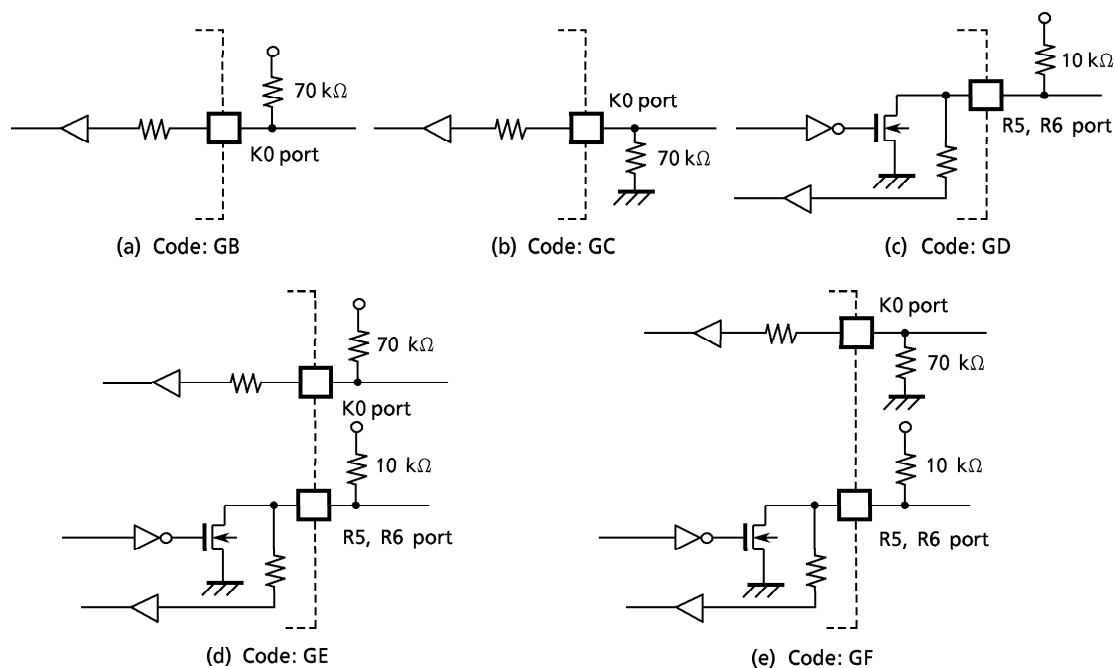 70 kΩ
K0 port
(a) Code: GB
K0 port
70 kΩ
(b) Code: GC
10 kΩ
R5, R6 port
(c) Code: GD
70 kΩ
K0 port
10 kΩ
R5, R6 port
(d) Code: GE
K0 port
70 kΩ
10 kΩ
R5, R6 port
(e) Code: GF